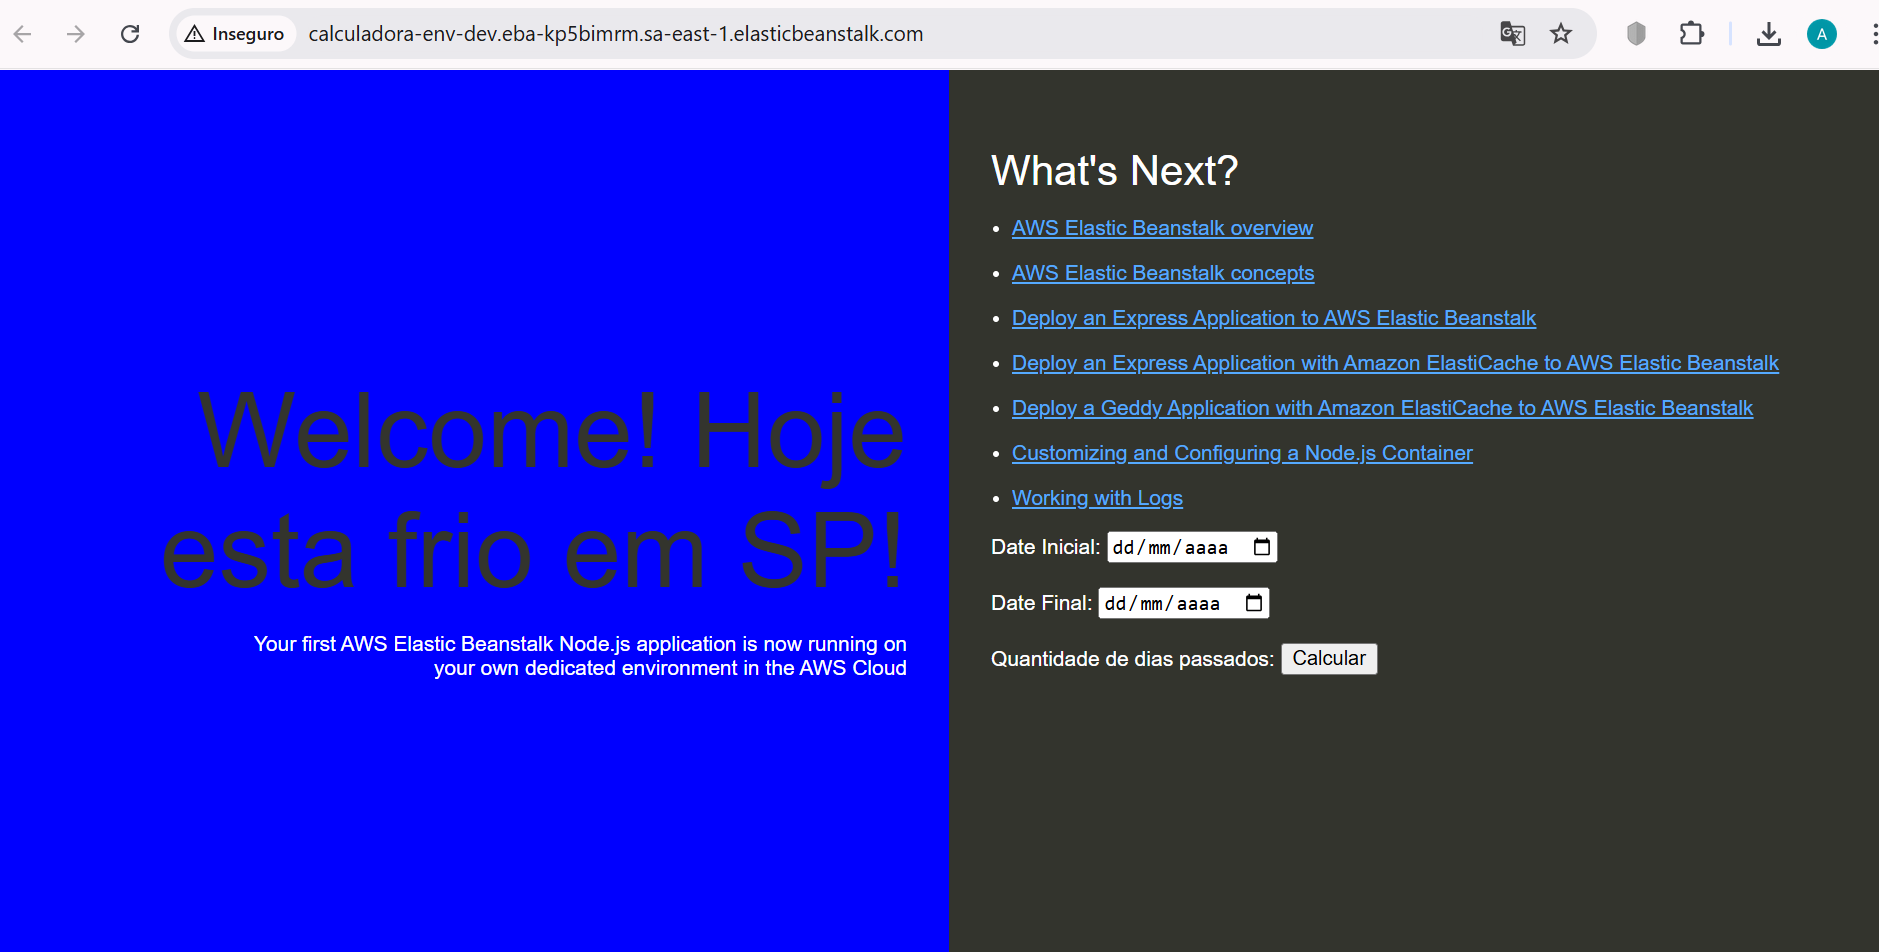 Inseguro calculadora-env-dev.eba-kp5bimrm.sa-east-1.elasticbeanstalk.com
A
Welcome! Hoje
esta frio em SP!
Your first AWS Elastic Beanstalk Node.js application is now running on
your own dedicated environment in the AWS Cloud
What's Next?
AWS Elastic Beanstalk overview
AWS Elastic Beanstalk concepts
Deploy an Express Application to AWS Elastic Beanstalk
Deploy an Express Application with Amazon ElastiCache to AWS Elastic Beanstalk
Deploy a Geddy Application with Amazon ElastiCache to AWS Elastic Beanstalk
Customizing and Configuring a Node.js Container
Working with Logs
Date Inicial: dd/mm/aaaa
Date Final: dd/mm/aaaa
Quantidade de dias passados: Calcular